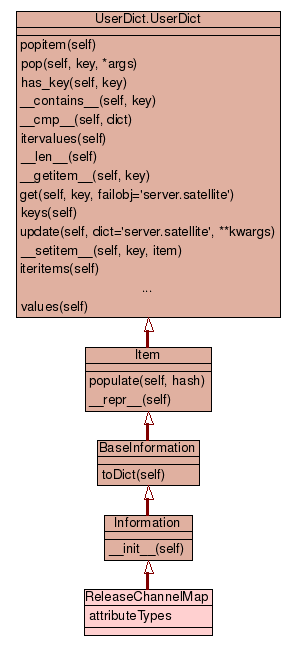 UserDict.UserDict
popitem(self)
pop(self, key, *args)
has_key(self, key)
__contains__(self, key)
__cmp__(self, dict)
itervalues(self)
__len__(self)
__getitem__(self, key)
get(self, key, failobj='server.satellite')
keys(self)
update(self, dict='server.satellite', **kwargs)
__setitem__(self, key, item)
iteritems(self)
...
values(self)
Item
populate(self, hash)
__repr__(self)
BaseInformation
toDict(self)
Information
__init__(self)
ReleaseChannelMap
attributeTypes